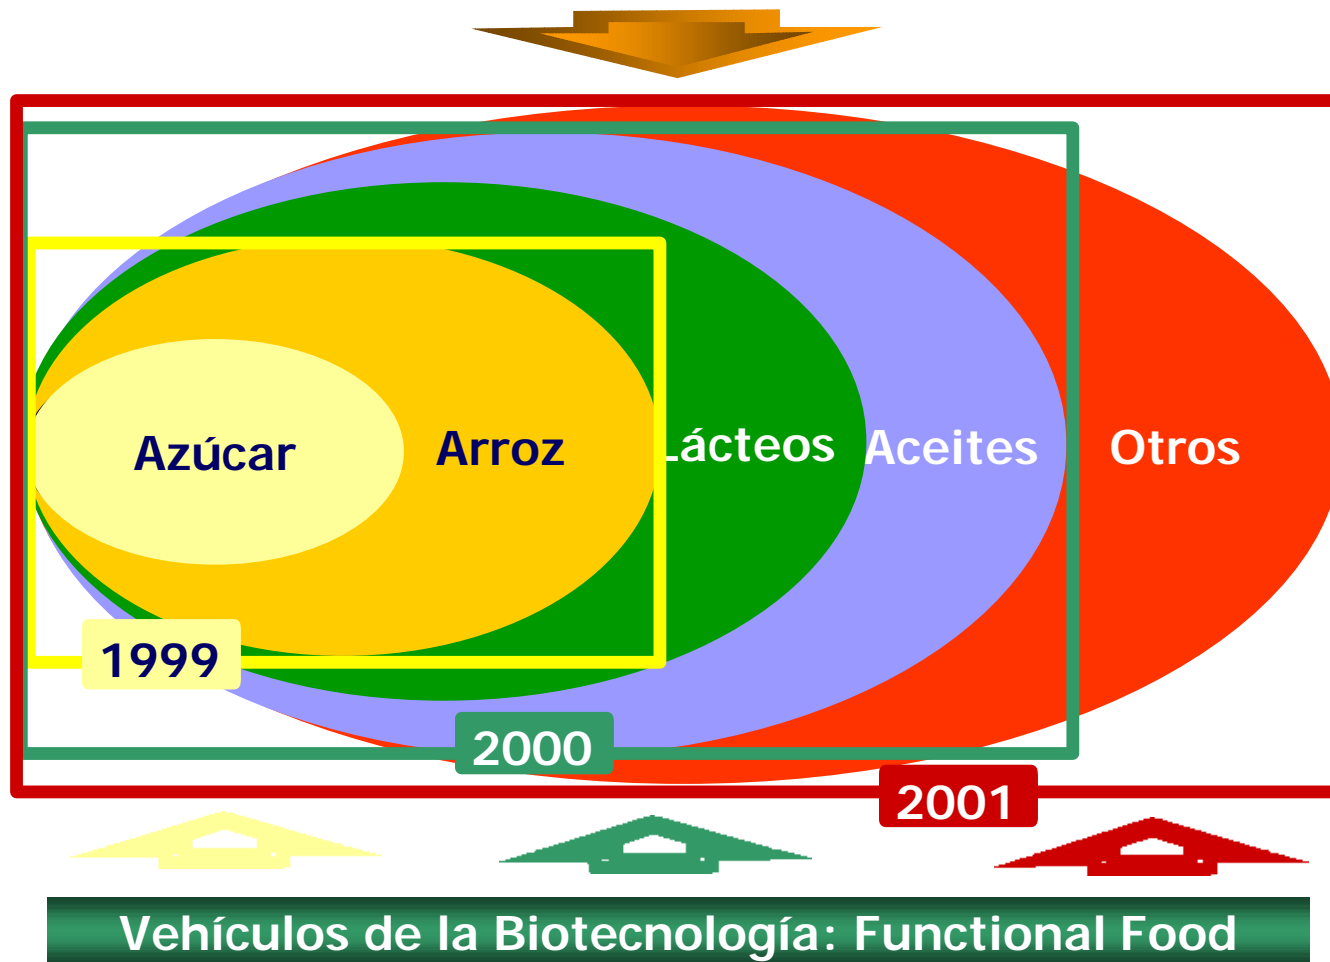 Azúcar
Arroz
Lácteos
Aceites
Otros
1999
2000
2001
Vehículos de la Biotecnología: Functional Food